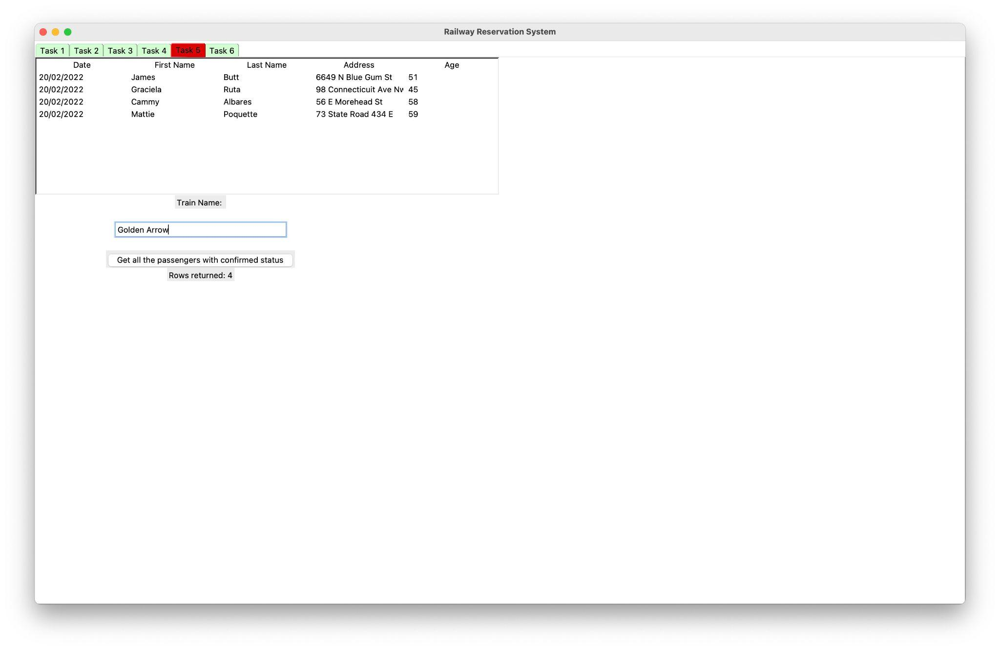 Railway Reservation System
Task 1 Task 2 Task 3 Task 4 Task 5 Task 6
Date First Name Last Name Address Age
20/02/2022 James Butt 6649 N Blue Gum St 51
20/02/2022 Graciela Ruta 98 Connecticuit Ave Nw 45
20/02/2022 Cammy Albares 56 E Morehead St 58
20/02/2022 Mattie Poquette 73 State Road 434 E 59
Train Name:
Golden Arrow
Get all the passengers with confirmed status
Rows returned: 4